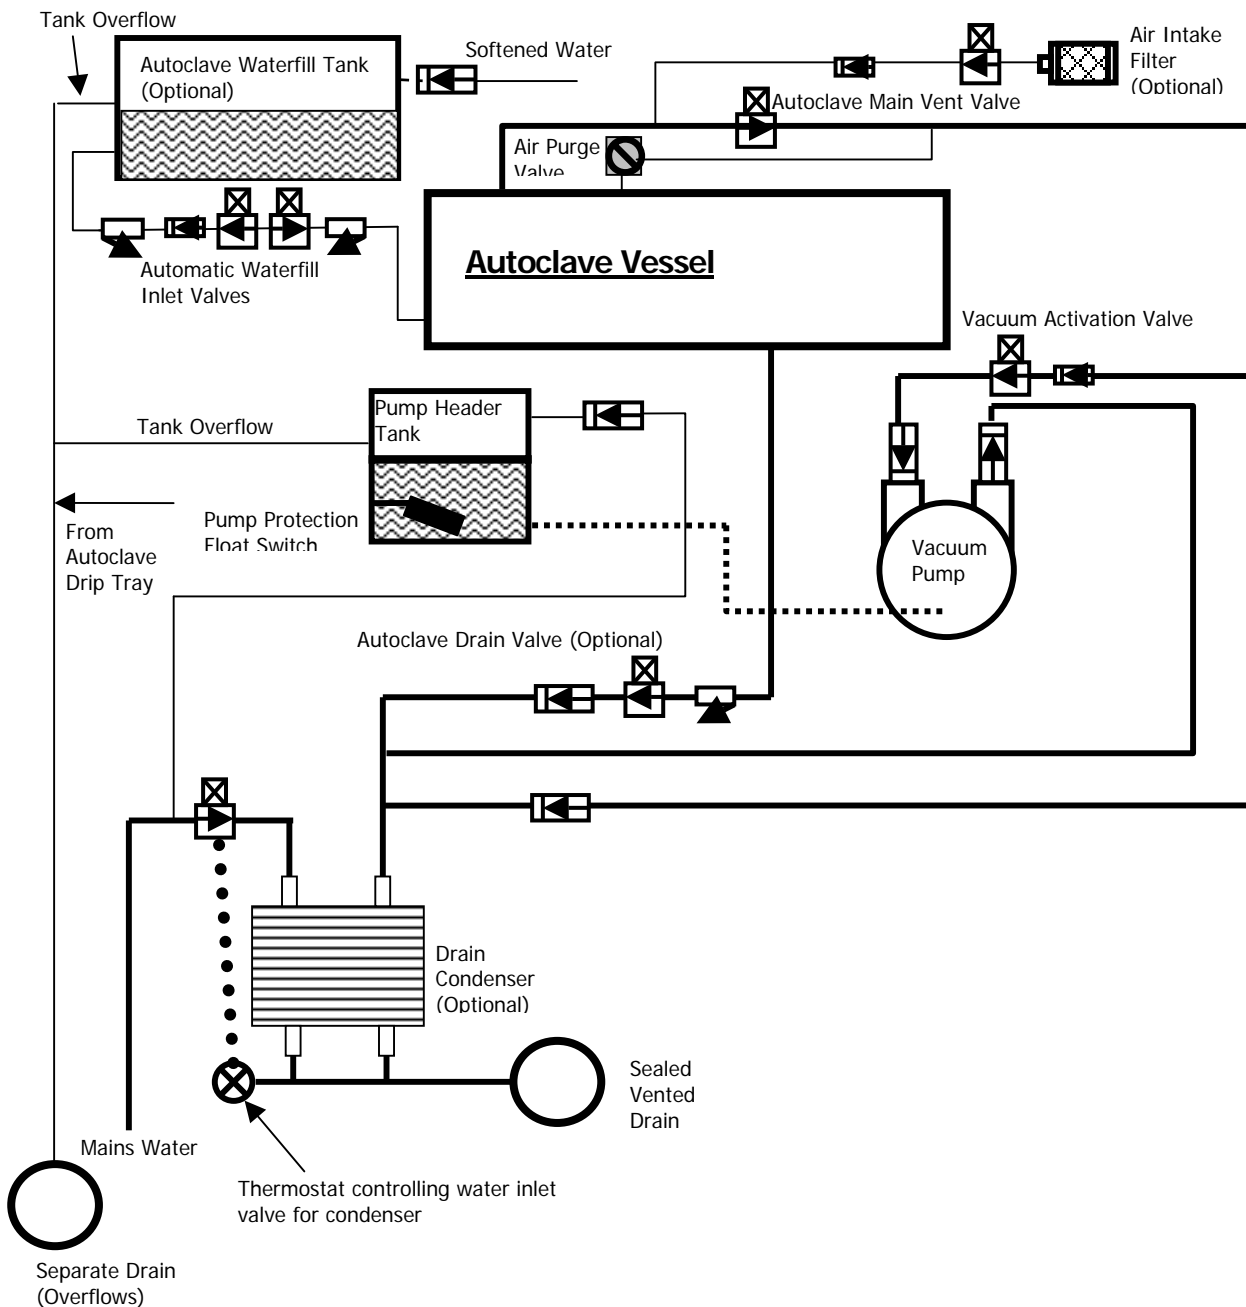 Tank Overflow
Autoclave Waterfill Tank
(Optional)
Softened Water
Air Intake
Filter
(Optional)
Autoclave Main Vent Valve
Air Purge
Valve
Autoclave Vessel
Automatic Waterfill
Inlet Valves
Vacuum Activation Valve
Pump Header
Tank
Tank Overflow
Pump Protection
Float Switch
From
Autoclave
Drip Tray
Vacuum
Pump
Autoclave Drain Valve (Optional)
Drain
Condenser
(Optional)
Sealed
Vented
Drain
Mains Water
Thermostat controlling water inlet
valve for condenser
Separate Drain
(Overflows)